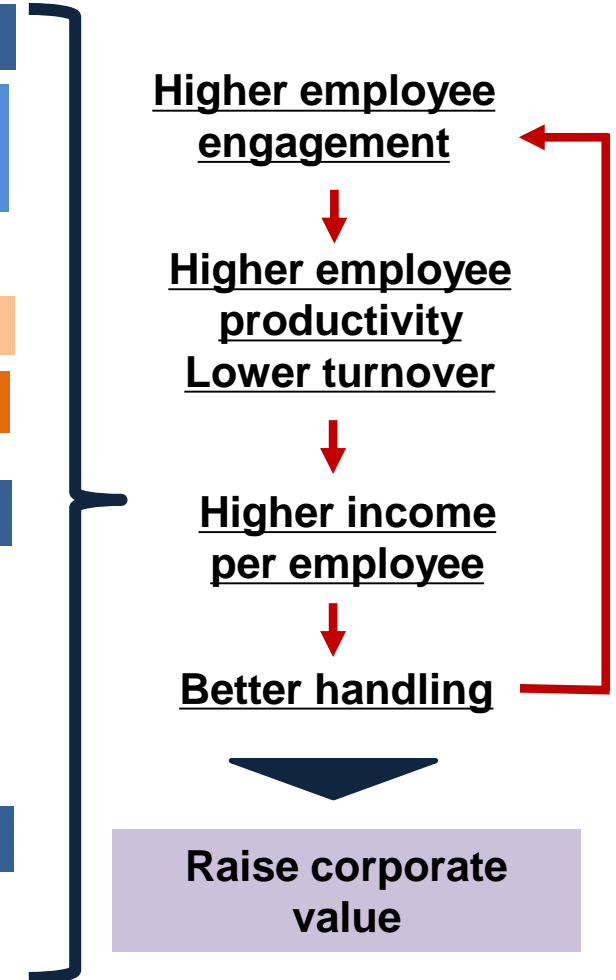 Higher employee
engagement
Higher employee
productivity
Lower turnover
Higher income
per employee
Better handling
Raise corporate
value